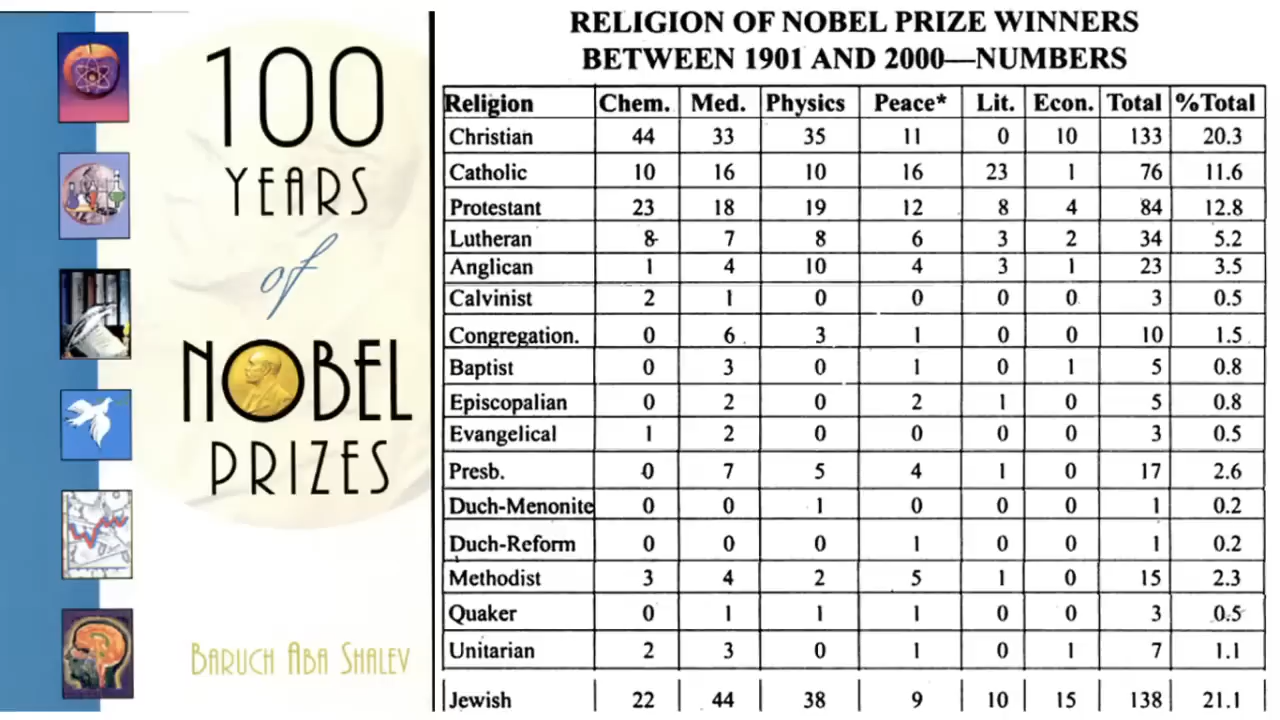 100
YEARS
of
NOBEL
PRIZES
BARUCH ABA SHALEV
RELIGION OF NOBEL PRIZE WINNERS
BETWEEN 1901 AND 2000—NUMBERS
Religion Chem. Med. Physics Peace* Lit. Econ. Total %Total
Christian 44 33 35 11 0 10 133 20.3
Catholic 10 16 10 16 23 1 76 11.6
Protestant 23 18 19 12 8 4 84 12.8
Lutheran 8 7 8 6 3 2 34 5.2
Anglican 1 4 10 4 3 1 23 3.5
Calvinist 2 1 0 0 0 0 3 0.5
Congregation. 0 6 3 1 0 0 10 1.5
Baptist 0 3 0 1 0 1 5 0.8
Episcopalian 0 2 0 2 1 0 5 0.8
Evangelical 1 2 0 0 0 0 3 0.5
Presb. 0 7 5 4 1 0 17 2.6
Duch-Menonite 0 0 1 0 0 0 1 0.2
Duch-Reform 0 0 0 1 0 0 1 0.2
Methodist 3 4 2 5 1 0 15 2.3
Quaker 0 1 1 1 0 0 3 0.5
Unitarian 2 3 0 1 0 1 7 1.1
Jewish 22 44 38 9 10 15 138 21.1